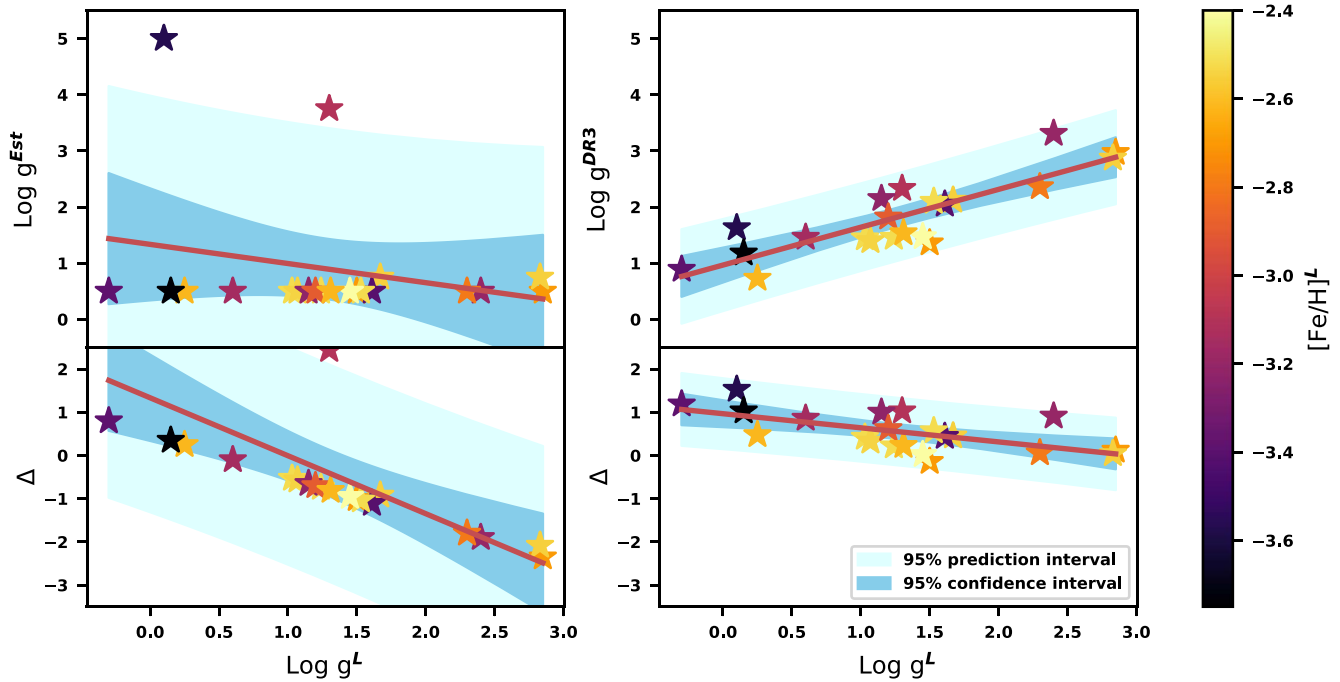 5
4
3
2
1
0
Log g^Est
2
1
0
−1
−2
−3
Δ
0.0 0.5 1.0 1.5 2.0 2.5 3.0
Log g^L
5
4
3
2
1
0
Log g^DR3
2
1
0
−1
−2
−3
Δ
95% prediction interval
95% confidence interval
0.0 0.5 1.0 1.5 2.0 2.5 3.0
Log g^L
−2.4
−2.6
−2.8
−3.0
−3.2
−3.4
−3.6
[Fe/H]^L